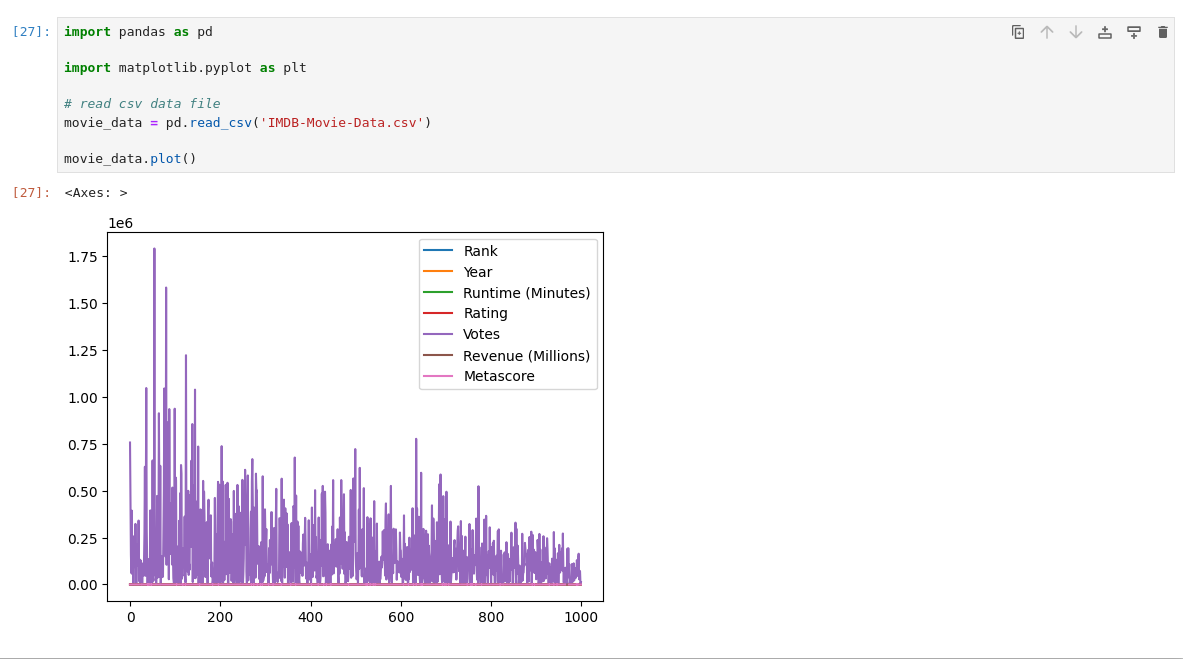 [27]: import pandas as pd
import matplotlib.pyplot as plt
# read csv data file
movie_data = pd.read_csv('IMDB-Movie-Data.csv')
movie_data.plot()
[27]: <Axes: >
1e6
1.75
1.50
1.25
1.00
0.75
0.50
0.25
0.00
Rank
Year
Runtime (Minutes)
Rating
Votes
Revenue (Millions)
Metascore
0 200 400 600 800 1000